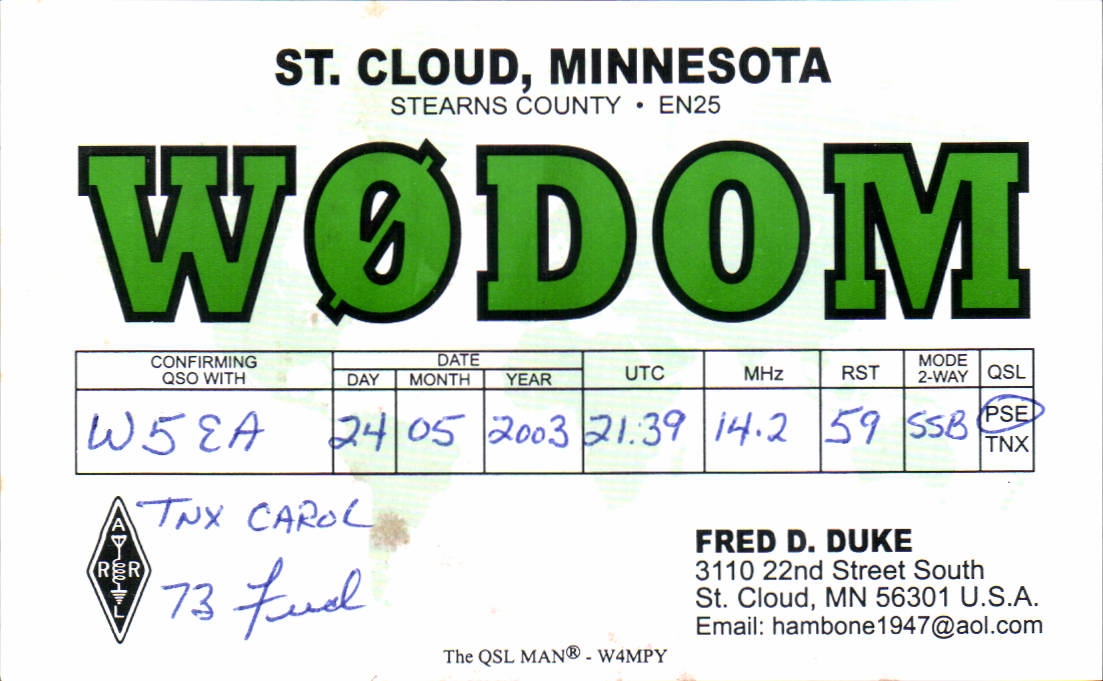 ST. CLOUD, MINNESOTA
STEARNS COUNTY • EN25
WØDOM
CONFIRMING QSO WITH DATE DAY MONTH YEAR UTC MHz RST MODE 2-WAY QSL
W5EA 24 05 2003 21:39 14.2 59 SSB PSE
TNX
TNX CAROL
73 Fred
ARRL
FRED D. DUKE
3110 22nd Street South
St. Cloud, MN 56301 U.S.A.
Email: hambone1947@aol.com
The QSL MAN® - W4MPY